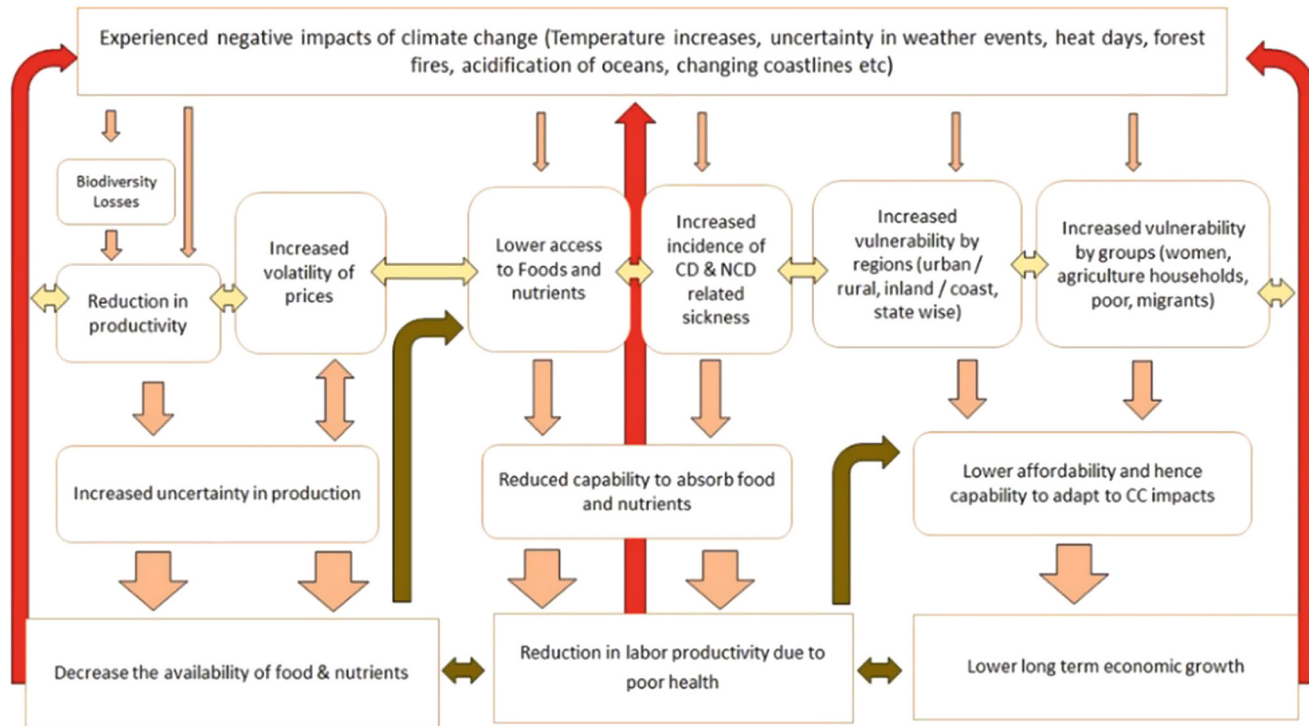 Experienced negative impacts of climate change (Temperature increases, uncertainty in weather events, heat days, forest
fires, acidification of oceans, changing coastlines etc)
Biodiversity
Losses
Reduction in
productivity
Increased
volatility of
prices
Lower access
to Foods and
nutrients
Increased
incidence of
CD & NCD
related
sickness
Increased
vulnerability by
regions (urban /
rural, inland / coast,
state wise)
Increased vulnerability
by groups (women,
agriculture households,
poor, migrants)
Increased uncertainty in production
Reduced capability to absorb food
and nutrients
Lower affordability and hence
capability to adapt to CC impacts
Decrease the availability of food & nutrients
Reduction in labor productivity due to
poor health
Lower long term economic growth